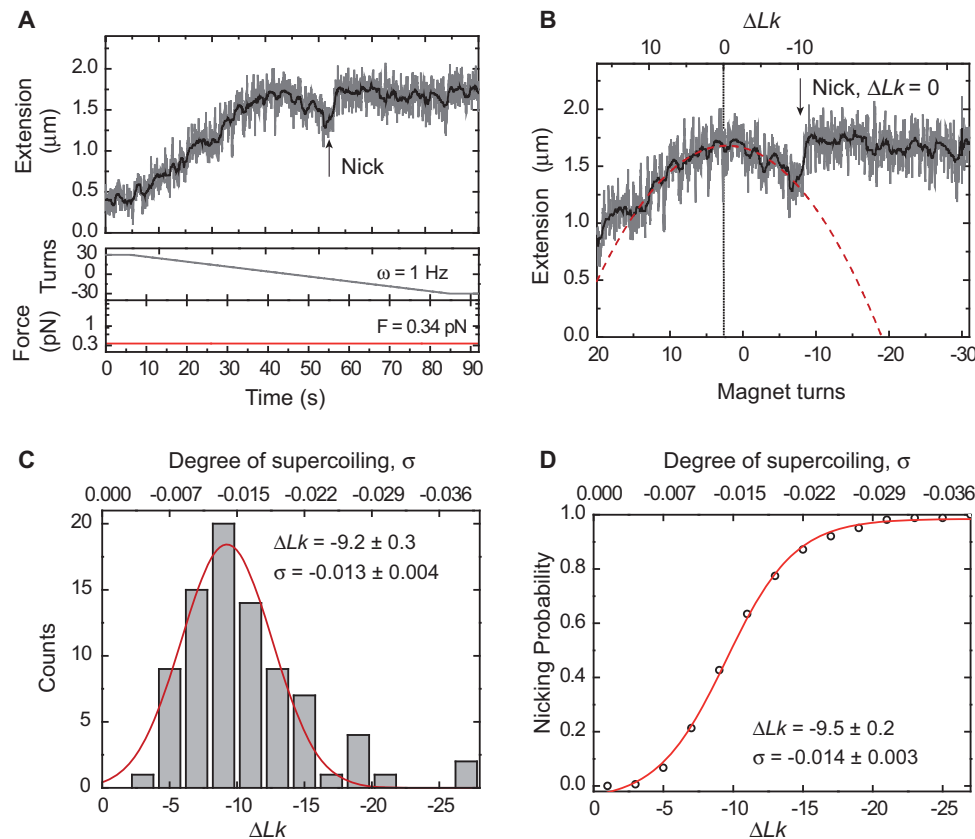 A
Extension
(μm)
2.0
1.5
1.0
0.5
0.0
Nick
Turns
30
0
-30
ω = 1 Hz
Force
(pN)
1
0.3
F = 0.34 pN
0 10 20 30 40 50 60 70 80 90
Time (s)
B
ΔLk
10 0 -10
Nick, ΔLk = 0
Extension (μm)
2.0
1.5
1.0
0.5
0.0
20 10 0 -10 -20 -30
Magnet turns
C
Degree of supercoiling, σ
0.000 -0.007 -0.015 -0.022 -0.029 -0.036
ΔLk = -9.2 ± 0.3
σ = -0.013 ± 0.004
Counts
20
15
10
5
0
0 -5 -10 -15 -20 -25
ΔLk
D
Degree of supercoiling, σ
0.000 -0.007 -0.015 -0.022 -0.029 -0.036
Nicking Probability
1.0
0.8
0.6
0.4
0.2
0.0
ΔLk = -9.5 ± 0.2
σ = -0.014 ± 0.003
0 -5 -10 -15 -20 -25
ΔLk